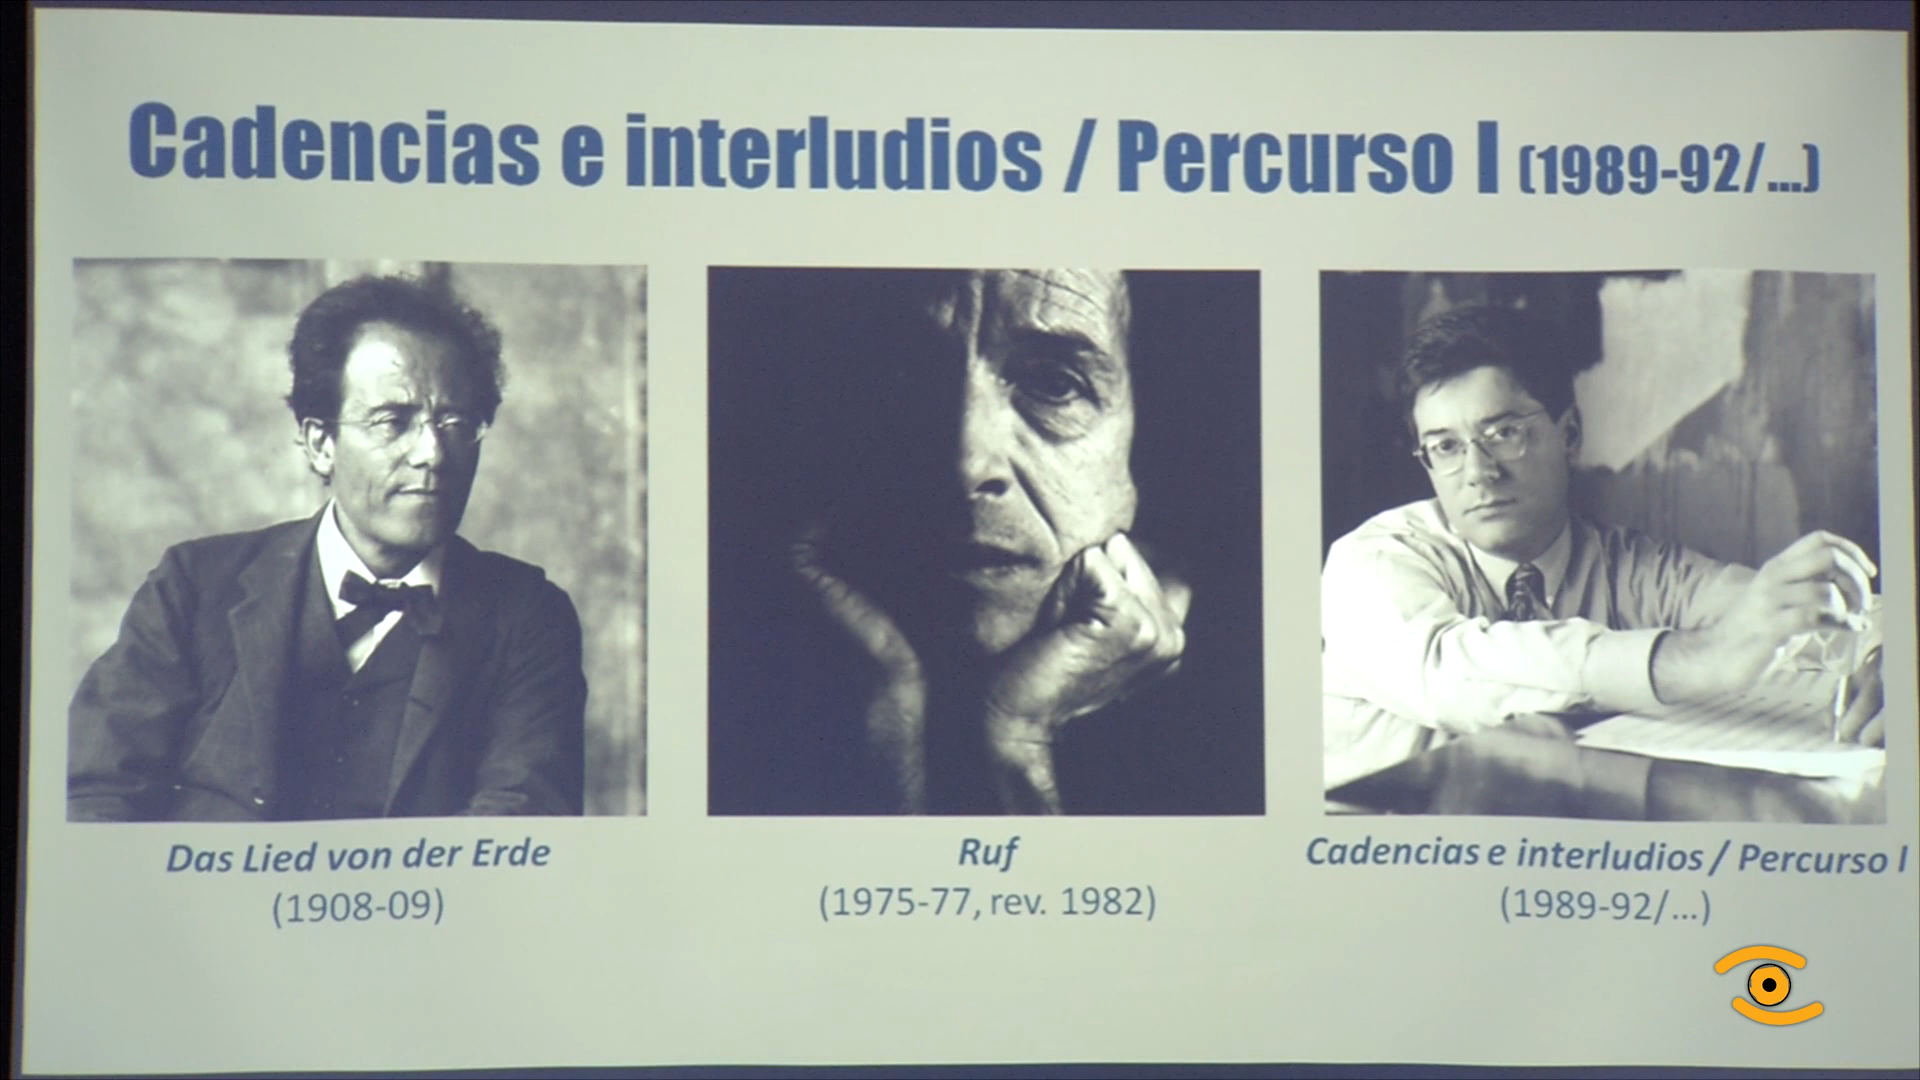 Cadencias e interludios / Percurso I (1989-92/...)
Das Lied von der Erde
(1908-09)
Ruf
(1975-77, rev. 1982)
Cadencias e interludios / Percurso I
(1989-92/...)